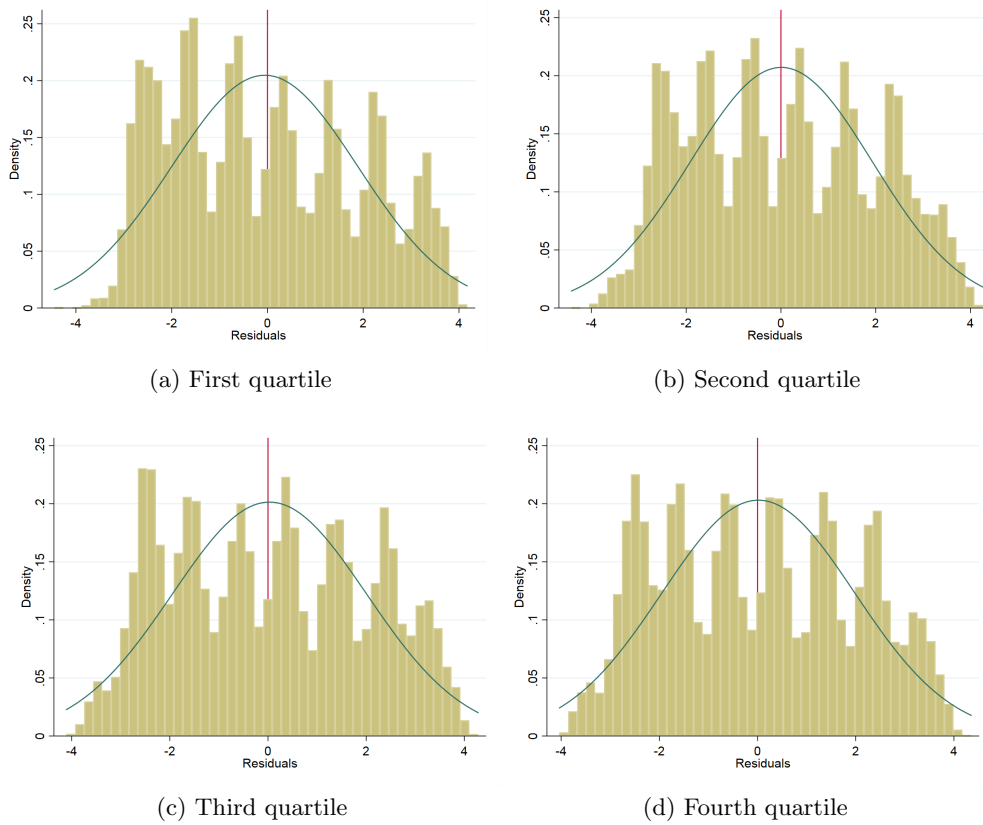 Density
0 .05 .1 .15 .2 .25
-4 -2 0 2 4
Residuals
(a) First quartile
Density
0 .05 .1 .15 .2 .25
-4 -2 0 2 4
Residuals
(b) Second quartile
Density
0 .05 .1 .15 .2 .25
-4 -2 0 2 4
Residuals
(c) Third quartile
Density
0 .05 .1 .15 .2 .25
-4 -2 0 2 4
Residuals
(d) Fourth quartile